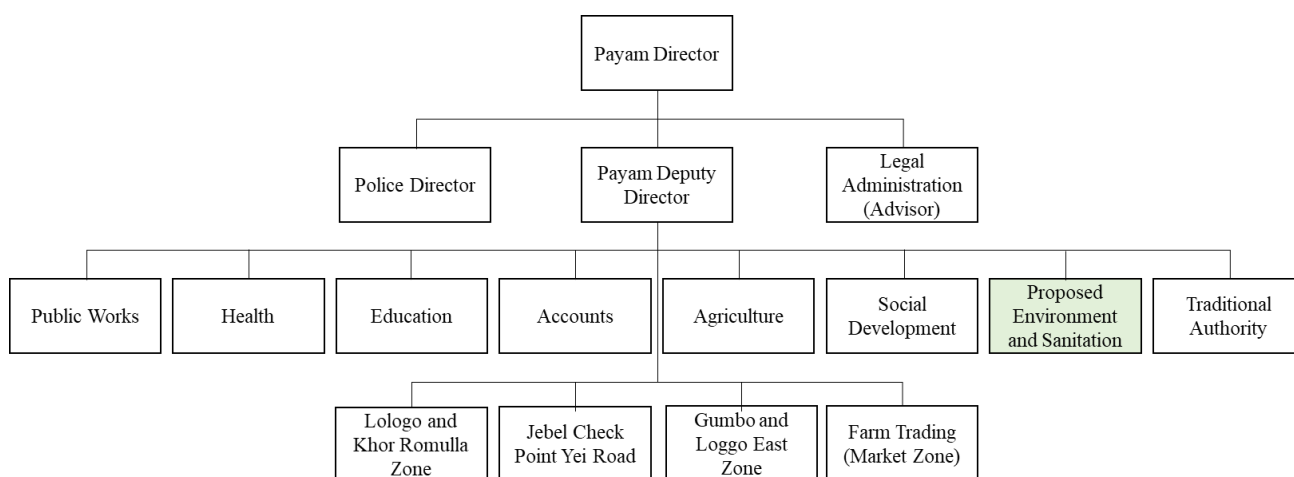 Payam Director
Police Director
Payam Deputy
Director
Legal
Administration
(Advisor)
Public Works
Health
Education
Accounts
Agriculture
Social
Development
Proposed
Environment
and Sanitation
Traditional
Authority
Lologo and
Khor Romulla
Zone
Jebel Check
Point Yei Road
Gumbo and
Loggo East
Zone
Farm Trading
(Market Zone)